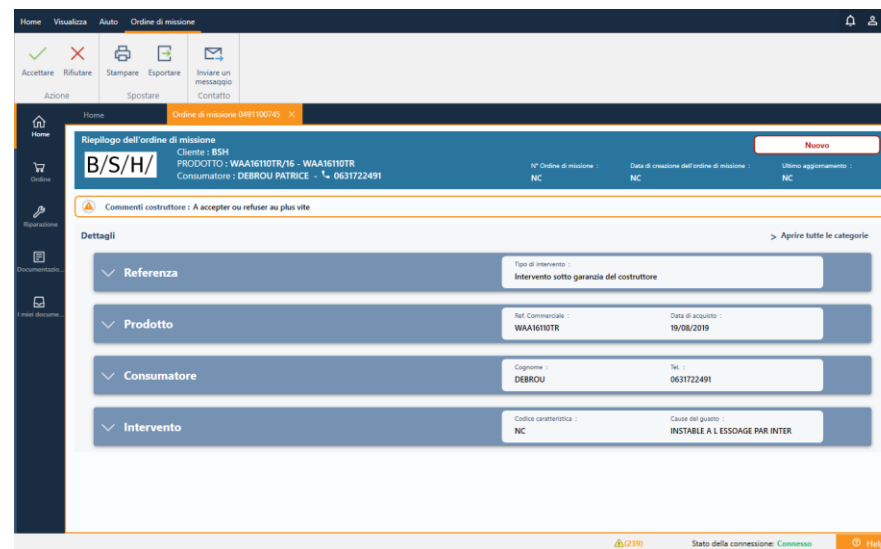 Home Visualizza Aiuto Ordine di missione
Accettare Rifiutare Stampare Esportare Inviare un messaggio
Azione Spostare Contatto
Home
Ordine
Riparazione
Documentazio...
I miei docume...
Home Ordine di missione 0491100745 ×
Riepilogo dell'ordine di missione
Nuovo
B/S/H/
Cliente : BSH
PRODOTTO : WAA16110TR/16 - WAA16110TR
Consumatore : DEBROU PATRICE - 0631722491
N° Ordine di missione : Data di creazione dell'ordine di missione : Ultimo aggiornamento :
NC NC NC
Commenti costruttore : A accepter ou refuser au plus vite
Dettagli
> Aprire tutte le categorie
Referenza
Tipo di intervento :
Intervento sotto garanzia del costruttore
Prodotto
Ref. Commerciale : Data di acquisto :
WAA16110TR 19/08/2019
Consumatore
Cognome : Tel. :
DEBROU 0631722491
Intervento
Codice caratteristica : Cause del guasto :
NC INSTABLE A L ESSOAGE PAR INTER
(239) Stato della connessione: Connesso